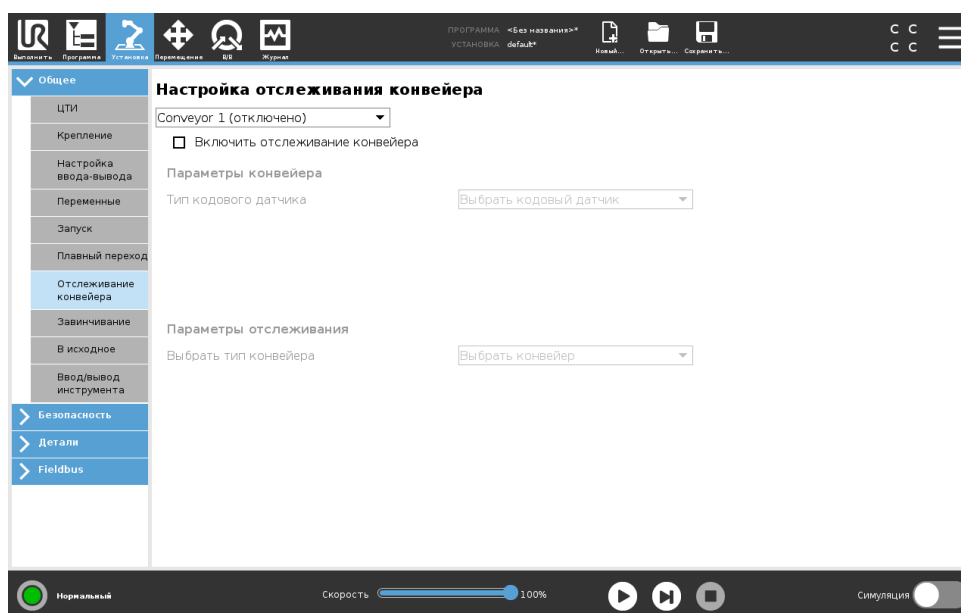 ПРОГРАММА <Без названия>*
УСТАНОВКА default*
Выполнить Программа Установка Перемещение В/В Журнал
Новый... Открыть... Сохранить...
C C
C C
Общее
ЦТИ
Крепление
Настройка
ввода-вывода
Переменные
Запуск
Плавный переход
Отслеживание
конвейера
Завинчивание
В исходное
Ввод/вывод
инструмента
Безопасность
Детали
Fieldbus
Настройка отслеживания конвейера
Conveyor 1 (отключено)
Включить отслеживание конвейера
Параметры конвейера
Тип кодового датчика Выбрать кодовый датчик
Параметры отслеживания
Выбрать тип конвейера Выбрать конвейер
Нормальный
Скорость 100%
Симуляция